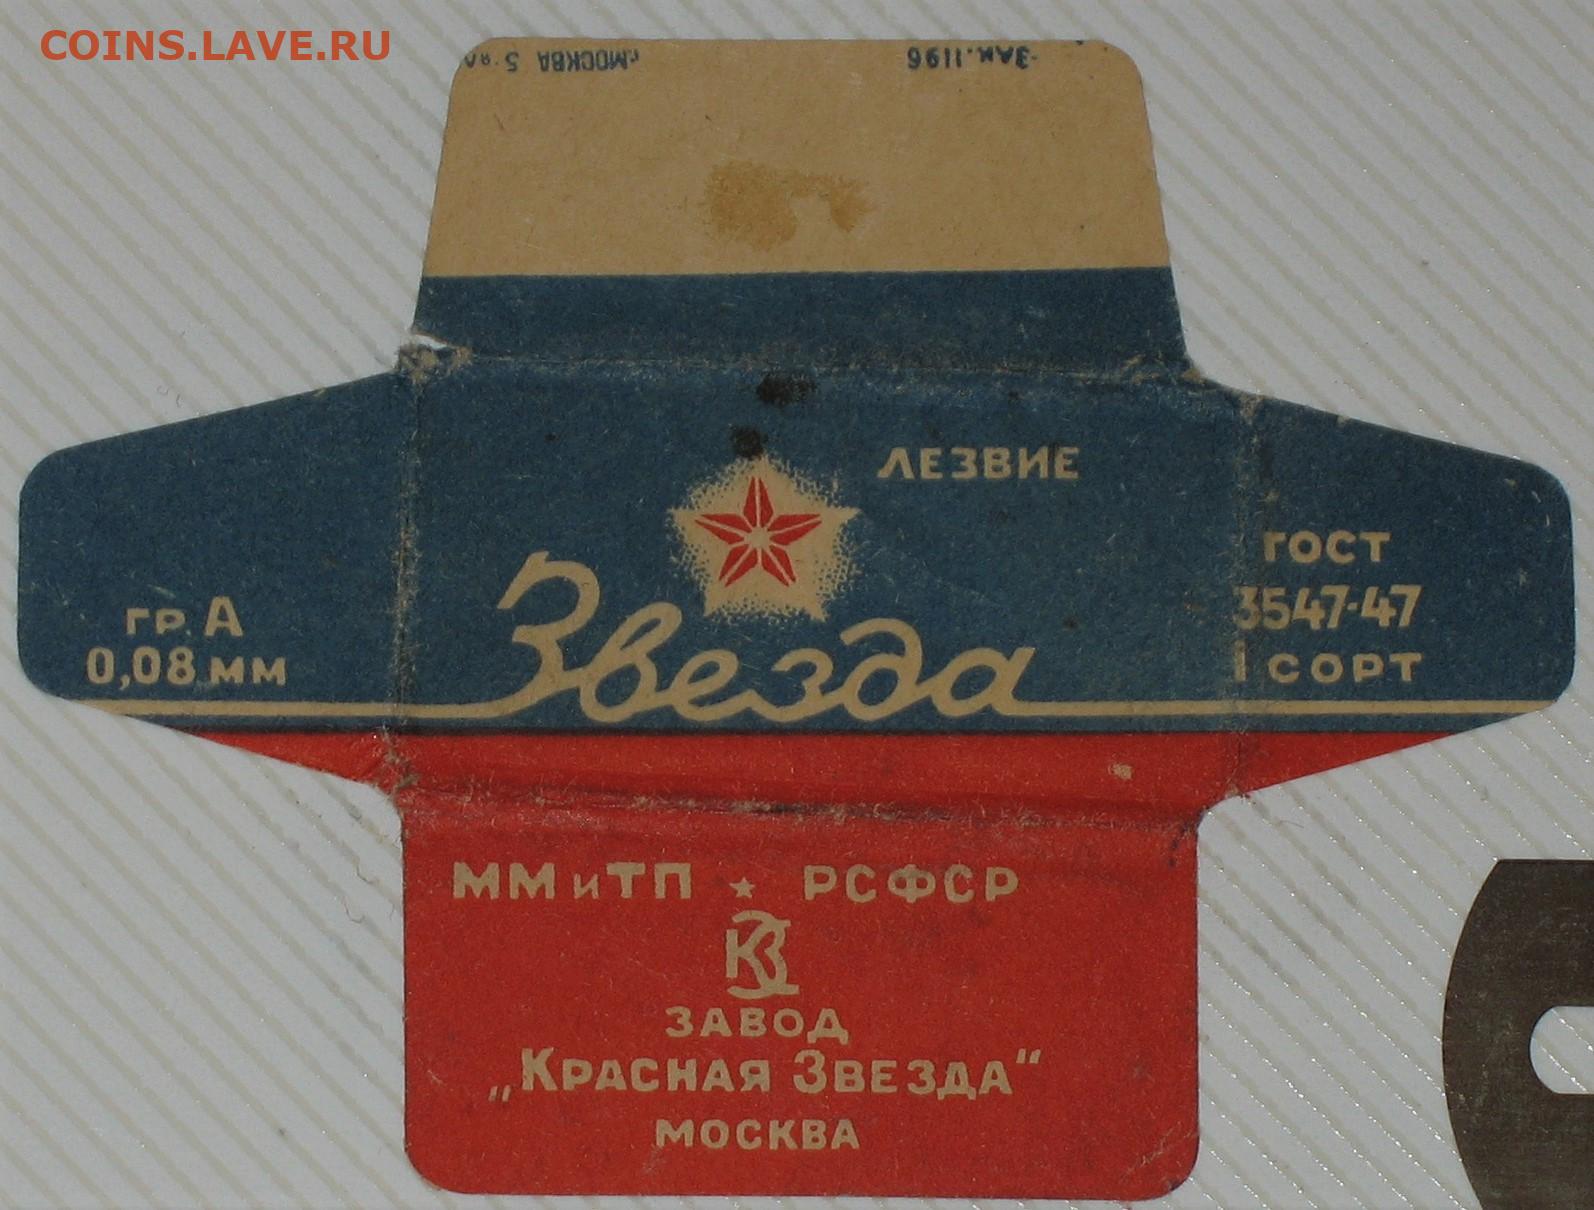 COINS.LAVE.RU
Зак. 1196 г.МОСКВА
ЛЕЗВИЕ
Звезда
ГР. А
0,08 ММ
ГОСТ
3547-47
1 СОРТ
ММ и ТП ★ РСФСР
КЗ
ЗАВОД
„КРАСНАЯ ЗВЕЗДА“
МОСКВА